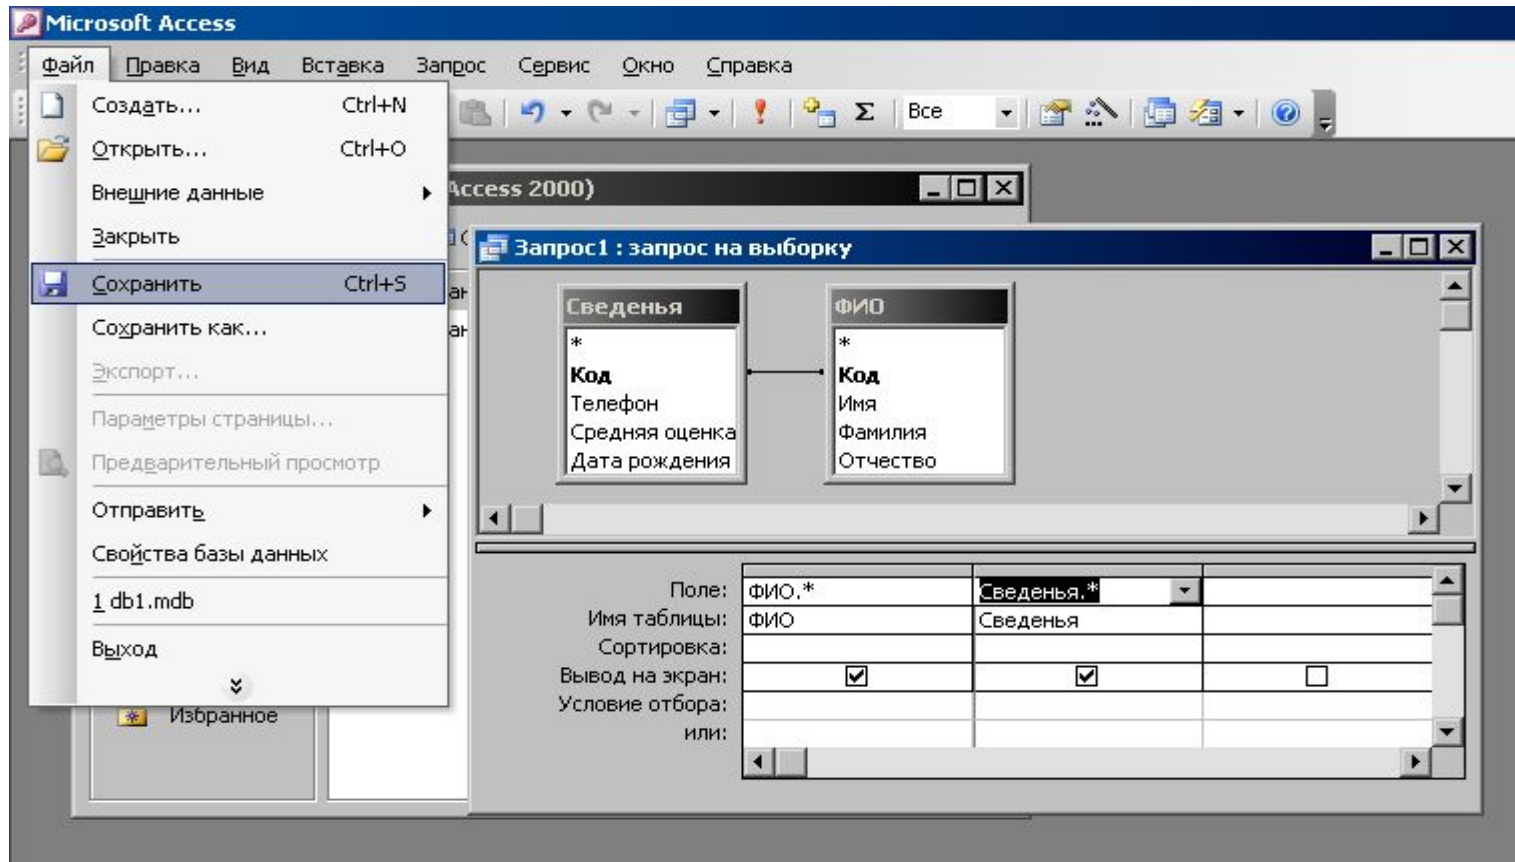 Microsoft Access
Файл Правка Вид Вставка Запрос Сервис Окно Справка
Создать... Ctrl+N
Все
Открыть... Ctrl+O
Внешние данные
Access 2000)
Закрыть
Запрос1 : запрос на выборку
Сохранить Ctrl+S
Сохранить как...
Экспорт...
Параметры страницы...
Предварительный просмотр
Отправить
Свойства базы данных
1 db1.mdb
Выход
Избранное
Сведенья
*
Код
Телефон
Средняя оценка
Дата рождения
ФИО
*
Код
Имя
Фамилия
Отчество
Поле: ФИО.* Сведенья.*
Имя таблицы: ФИО Сведенья
Сортировка:
Вывод на экран:
Условие отбора:
или: